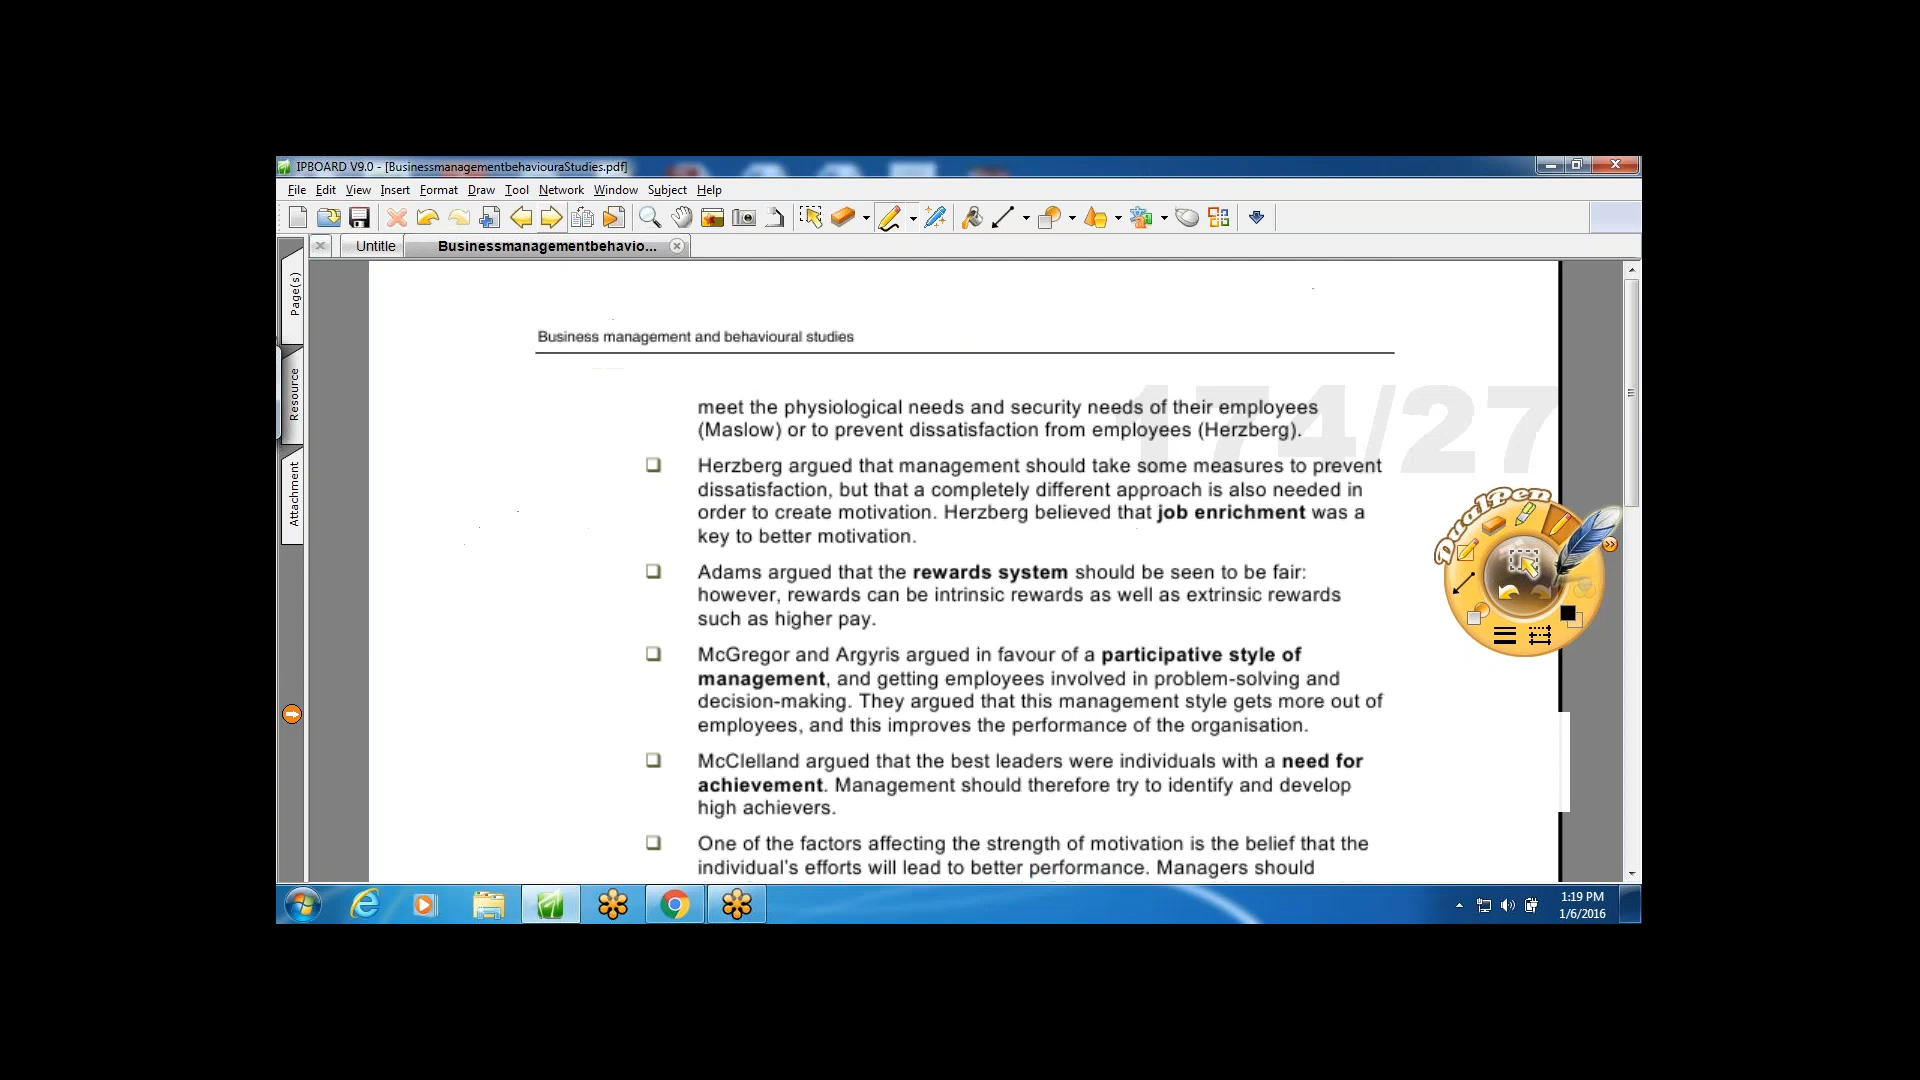 IPBOARD V9.0 - [BusinessmanagementbehaviouraStudies.pdf]
File Edit View Insert Format Draw Tool Network Window Subject Help
Untitle Businessmanagementbehavio...
Page(s)
Resource
Attachment
Business management and behavioural studies
174/27
meet the physiological needs and security needs of their employees
(Maslow) or to prevent dissatisfaction from employees (Herzberg).
Herzberg argued that management should take some measures to prevent
dissatisfaction, but that a completely different approach is also needed in
order to create motivation. Herzberg believed that job enrichment was a
key to better motivation.
Adams argued that the rewards system should be seen to be fair:
however, rewards can be intrinsic rewards as well as extrinsic rewards
such as higher pay.
McGregor and Argyris argued in favour of a participative style of
management, and getting employees involved in problem-solving and
decision-making. They argued that this management style gets more out of
employees, and this improves the performance of the organisation.
McClelland argued that the best leaders were individuals with a need for
achievement. Management should therefore try to identify and develop
high achievers.
One of the factors affecting the strength of motivation is the belief that the
individual's efforts will lead to better performance. Managers should
DualPen
1:19 PM
1/6/2016